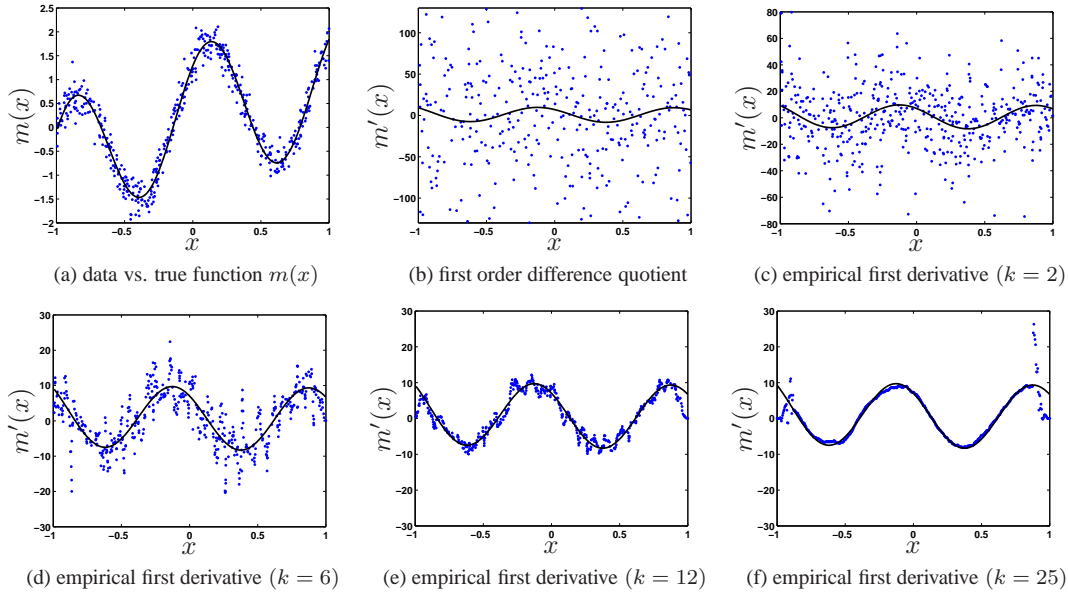 2.5
2
1.5
1
0.5
0
−0.5
−1
−1.5
−2
m(x)
−1 −0.5 0 0.5 1
x
(a) data vs. true function m(x)
100
50
0
−50
−100
m′(x)
−1 −0.5 0 0.5 1
x
(b) first order difference quotient
80
60
40
20
0
−20
−40
−60
−80
m′(x)
−1 −0.5 0 0.5 1
x
(c) empirical first derivative (k = 2)
30
20
10
0
−10
−20
−30
m′(x)
−1 −0.5 0 0.5 1
x
(d) empirical first derivative (k = 6)
30
20
10
0
−10
−20
−30
m′(x)
−1 −0.5 0 0.5 1
x
(e) empirical first derivative (k = 12)
30
20
10
0
−10
−20
−30
m′(x)
−1 −0.5 0 0.5 1
x
(f) empirical first derivative (k = 25)